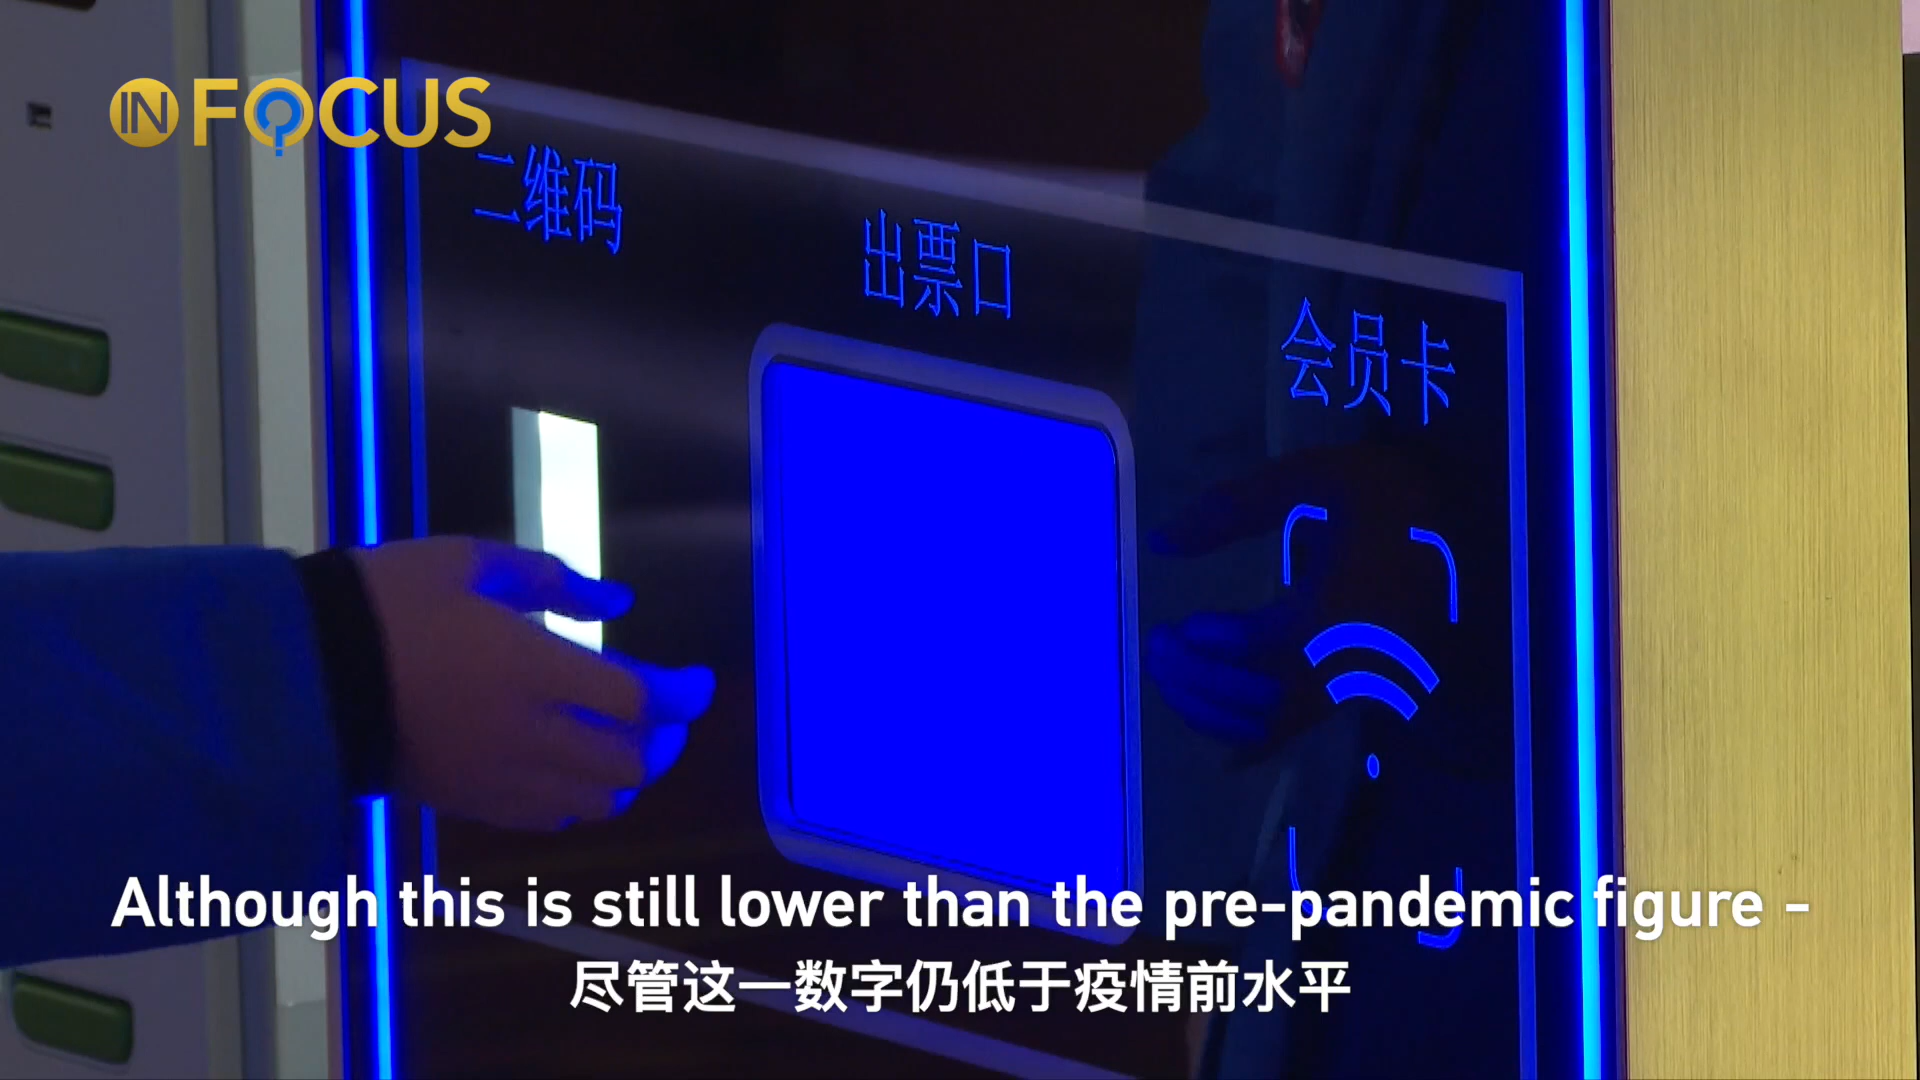 IN FOCUS
二维码
出票口
会员卡
Although this is still lower than the pre-pandemic figure -
尽管这一数字仍低于疫情前水平